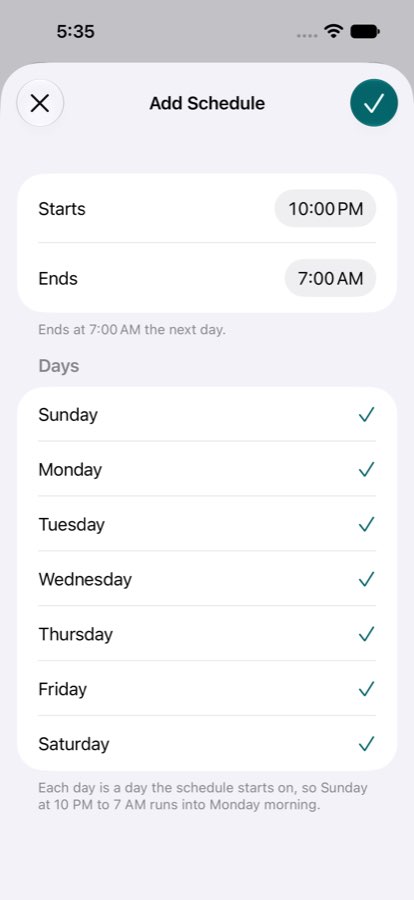 5:35
Add Schedule
Starts
10:00 PM
Ends
7:00 AM
Ends at 7:00 AM the next day.
Days
Sunday
Monday
Tuesday
Wednesday
Thursday
Friday
Saturday
Each day is a day the schedule starts on, so Sunday
at 10 PM to 7 AM runs into Monday morning.